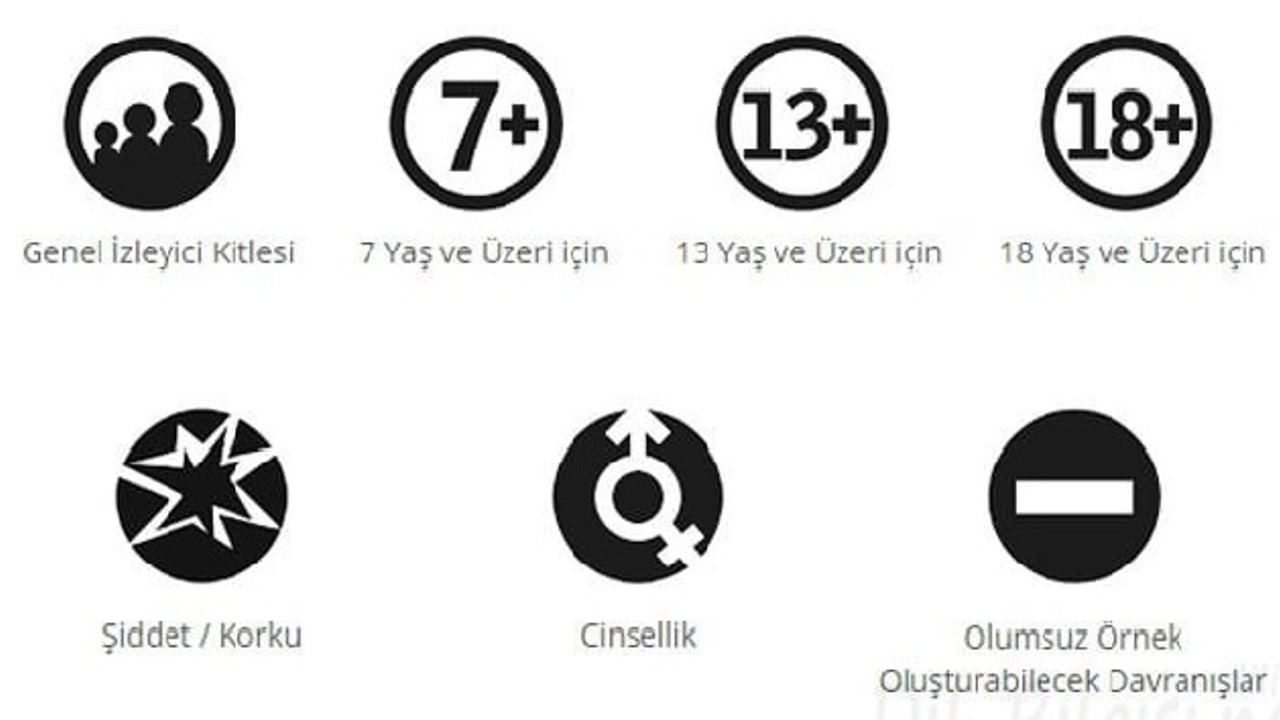 7+
13+
18+
Genel İzleyici Kitlesi
7 Yaş ve Üzeri için
13 Yaş ve Üzeri için
18 Yaş ve Üzeri için
Şiddet / Korku
Cinsellik
Olumsuz Örnek
Oluşturabilecek Davranışlar